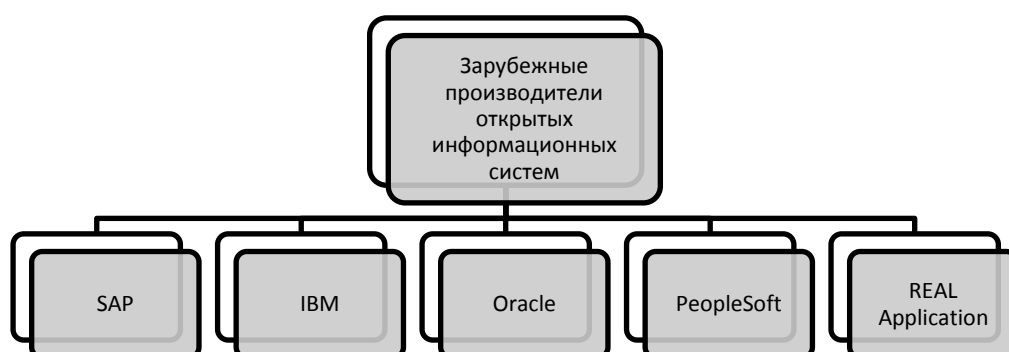 Зарубежные
производители
открытых
информационных
систем
SAP
IBM
Oracle
PeopleSoft
REAL
Application